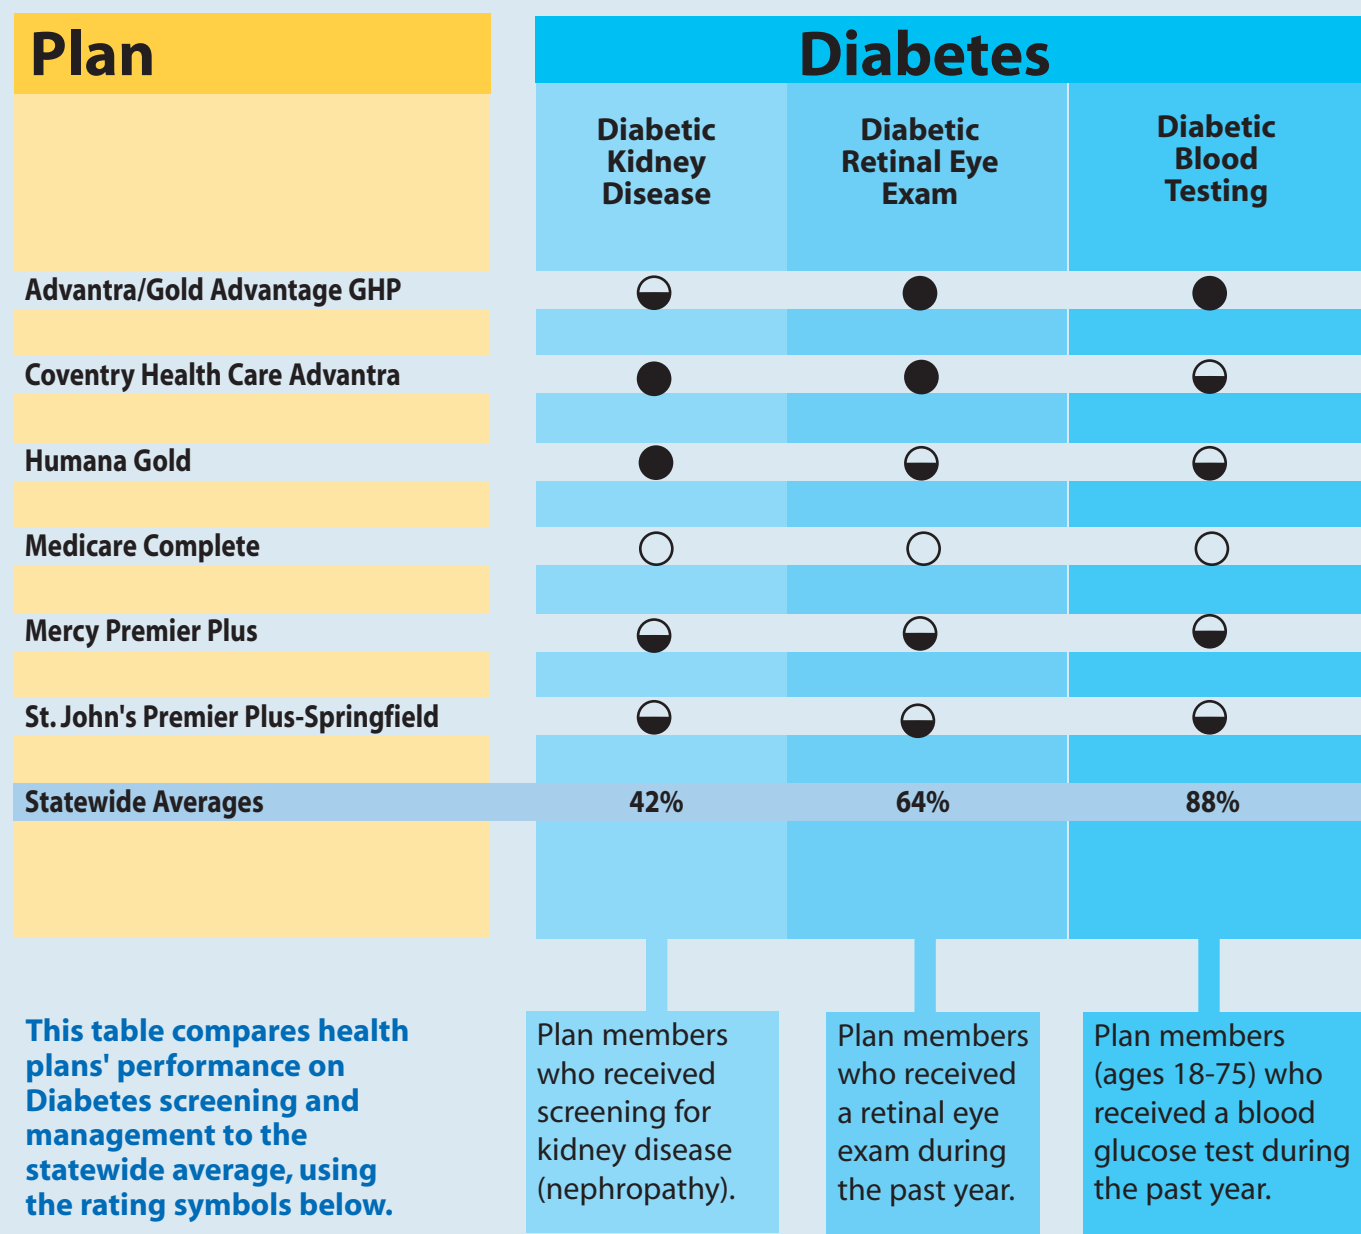 Plan
Diabetes
Diabetic
Kidney
Disease
Diabetic
Retinal Eye
Exam
Diabetic
Blood
Testing
Advantra/Gold Advantage GHP
Coventry Health Care Advantra
Humana Gold
Medicare Complete
Mercy Premier Plus
St. John's Premier Plus-Springfield
Statewide Averages 42% 64% 88%
This table compares health
plans' performance on
Diabetes screening and
management to the
statewide average, using
the rating symbols below.
Plan members
who received
screening for
kidney disease
(nephropathy).
Plan members
who received
a retinal eye
exam during
the past year.
Plan members
(ages 18-75) who
received a blood
glucose test during
the past year.